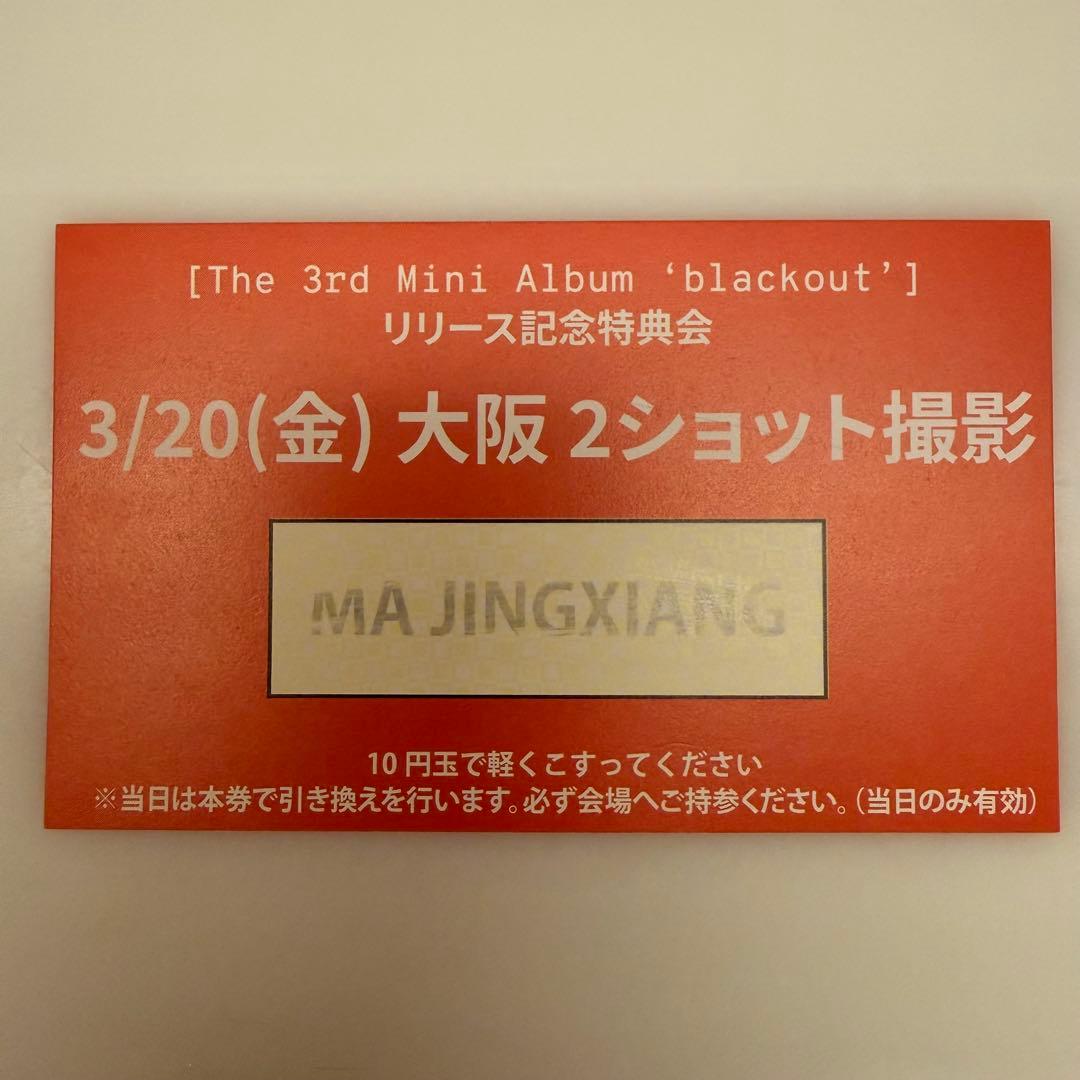 [The 3rd Mini Album ‘blackout’]
リリース記念特典会
3/20(金) 大阪 2ショット撮影
MA JINGXIANG
10円玉で軽くこすってください
※当日は本券で引き換えを行います。必ず会場へご持参ください。(当日のみ有効)